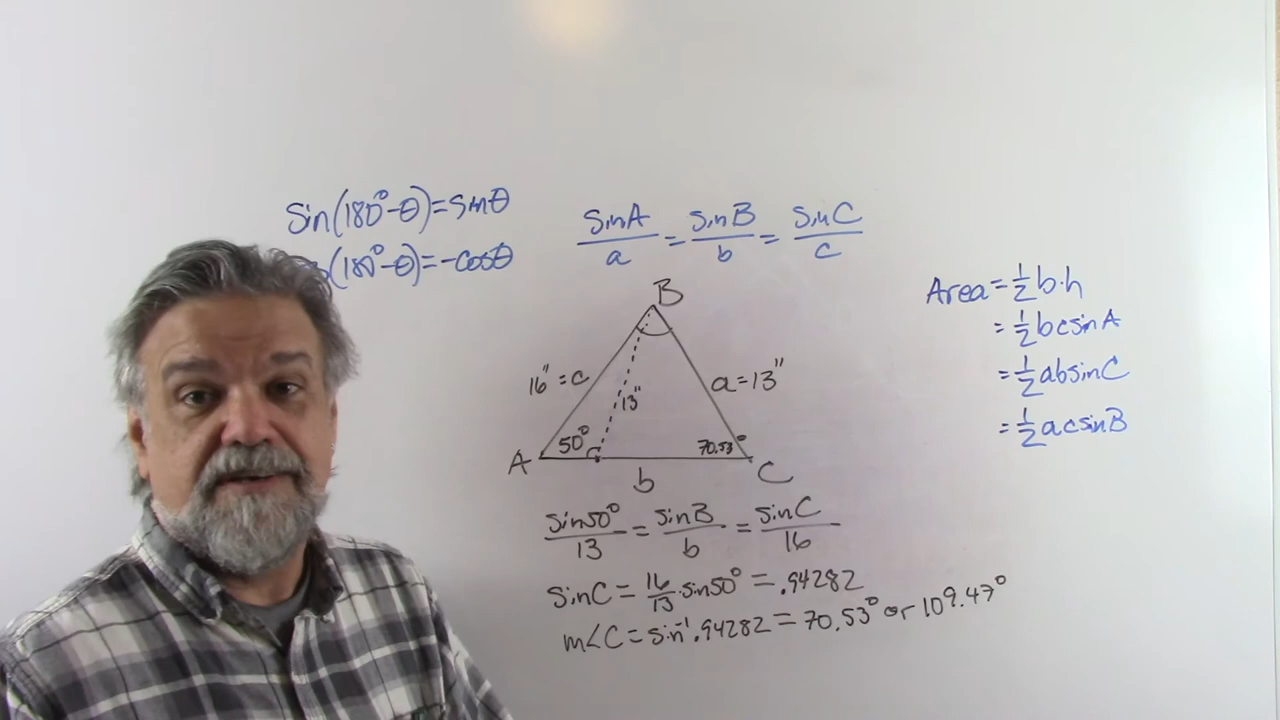 Sin(180°-θ)=sinθ
(180°-θ)=-cosθ
sinA/a = sinB/b = sinC/c
Area=½b·h
=½bcsinA
=½absinC
=½acsinB
B
16"=c
13"
a=13"
50°
70.53°
A
b
C
sin50°/13 = sinB/b = sinC/16
sinC=16/13·sin50°=.94282
m∠C=sin⁻¹.94282=70.53° or 109.47°